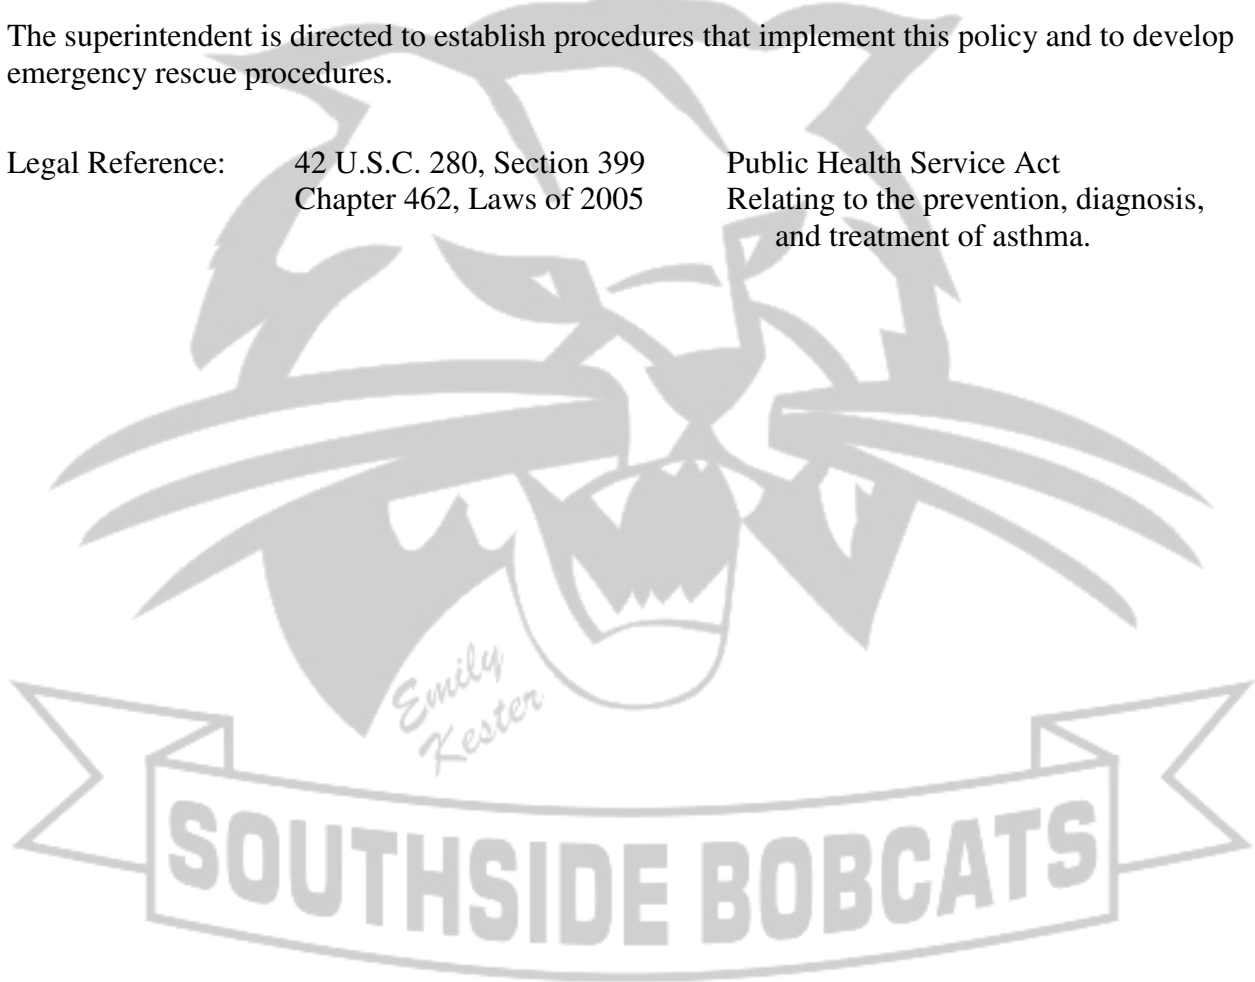 The superintendent is directed to establish procedures that implement this policy and to develop
emergency rescue procedures.
Legal Reference: 42 U.S.C. 280, Section 399 Public Health Service Act
Chapter 462, Laws of 2005 Relating to the prevention, diagnosis,
and treatment of asthma.
Emily
Kester
SOUTHSIDE BOBCATS